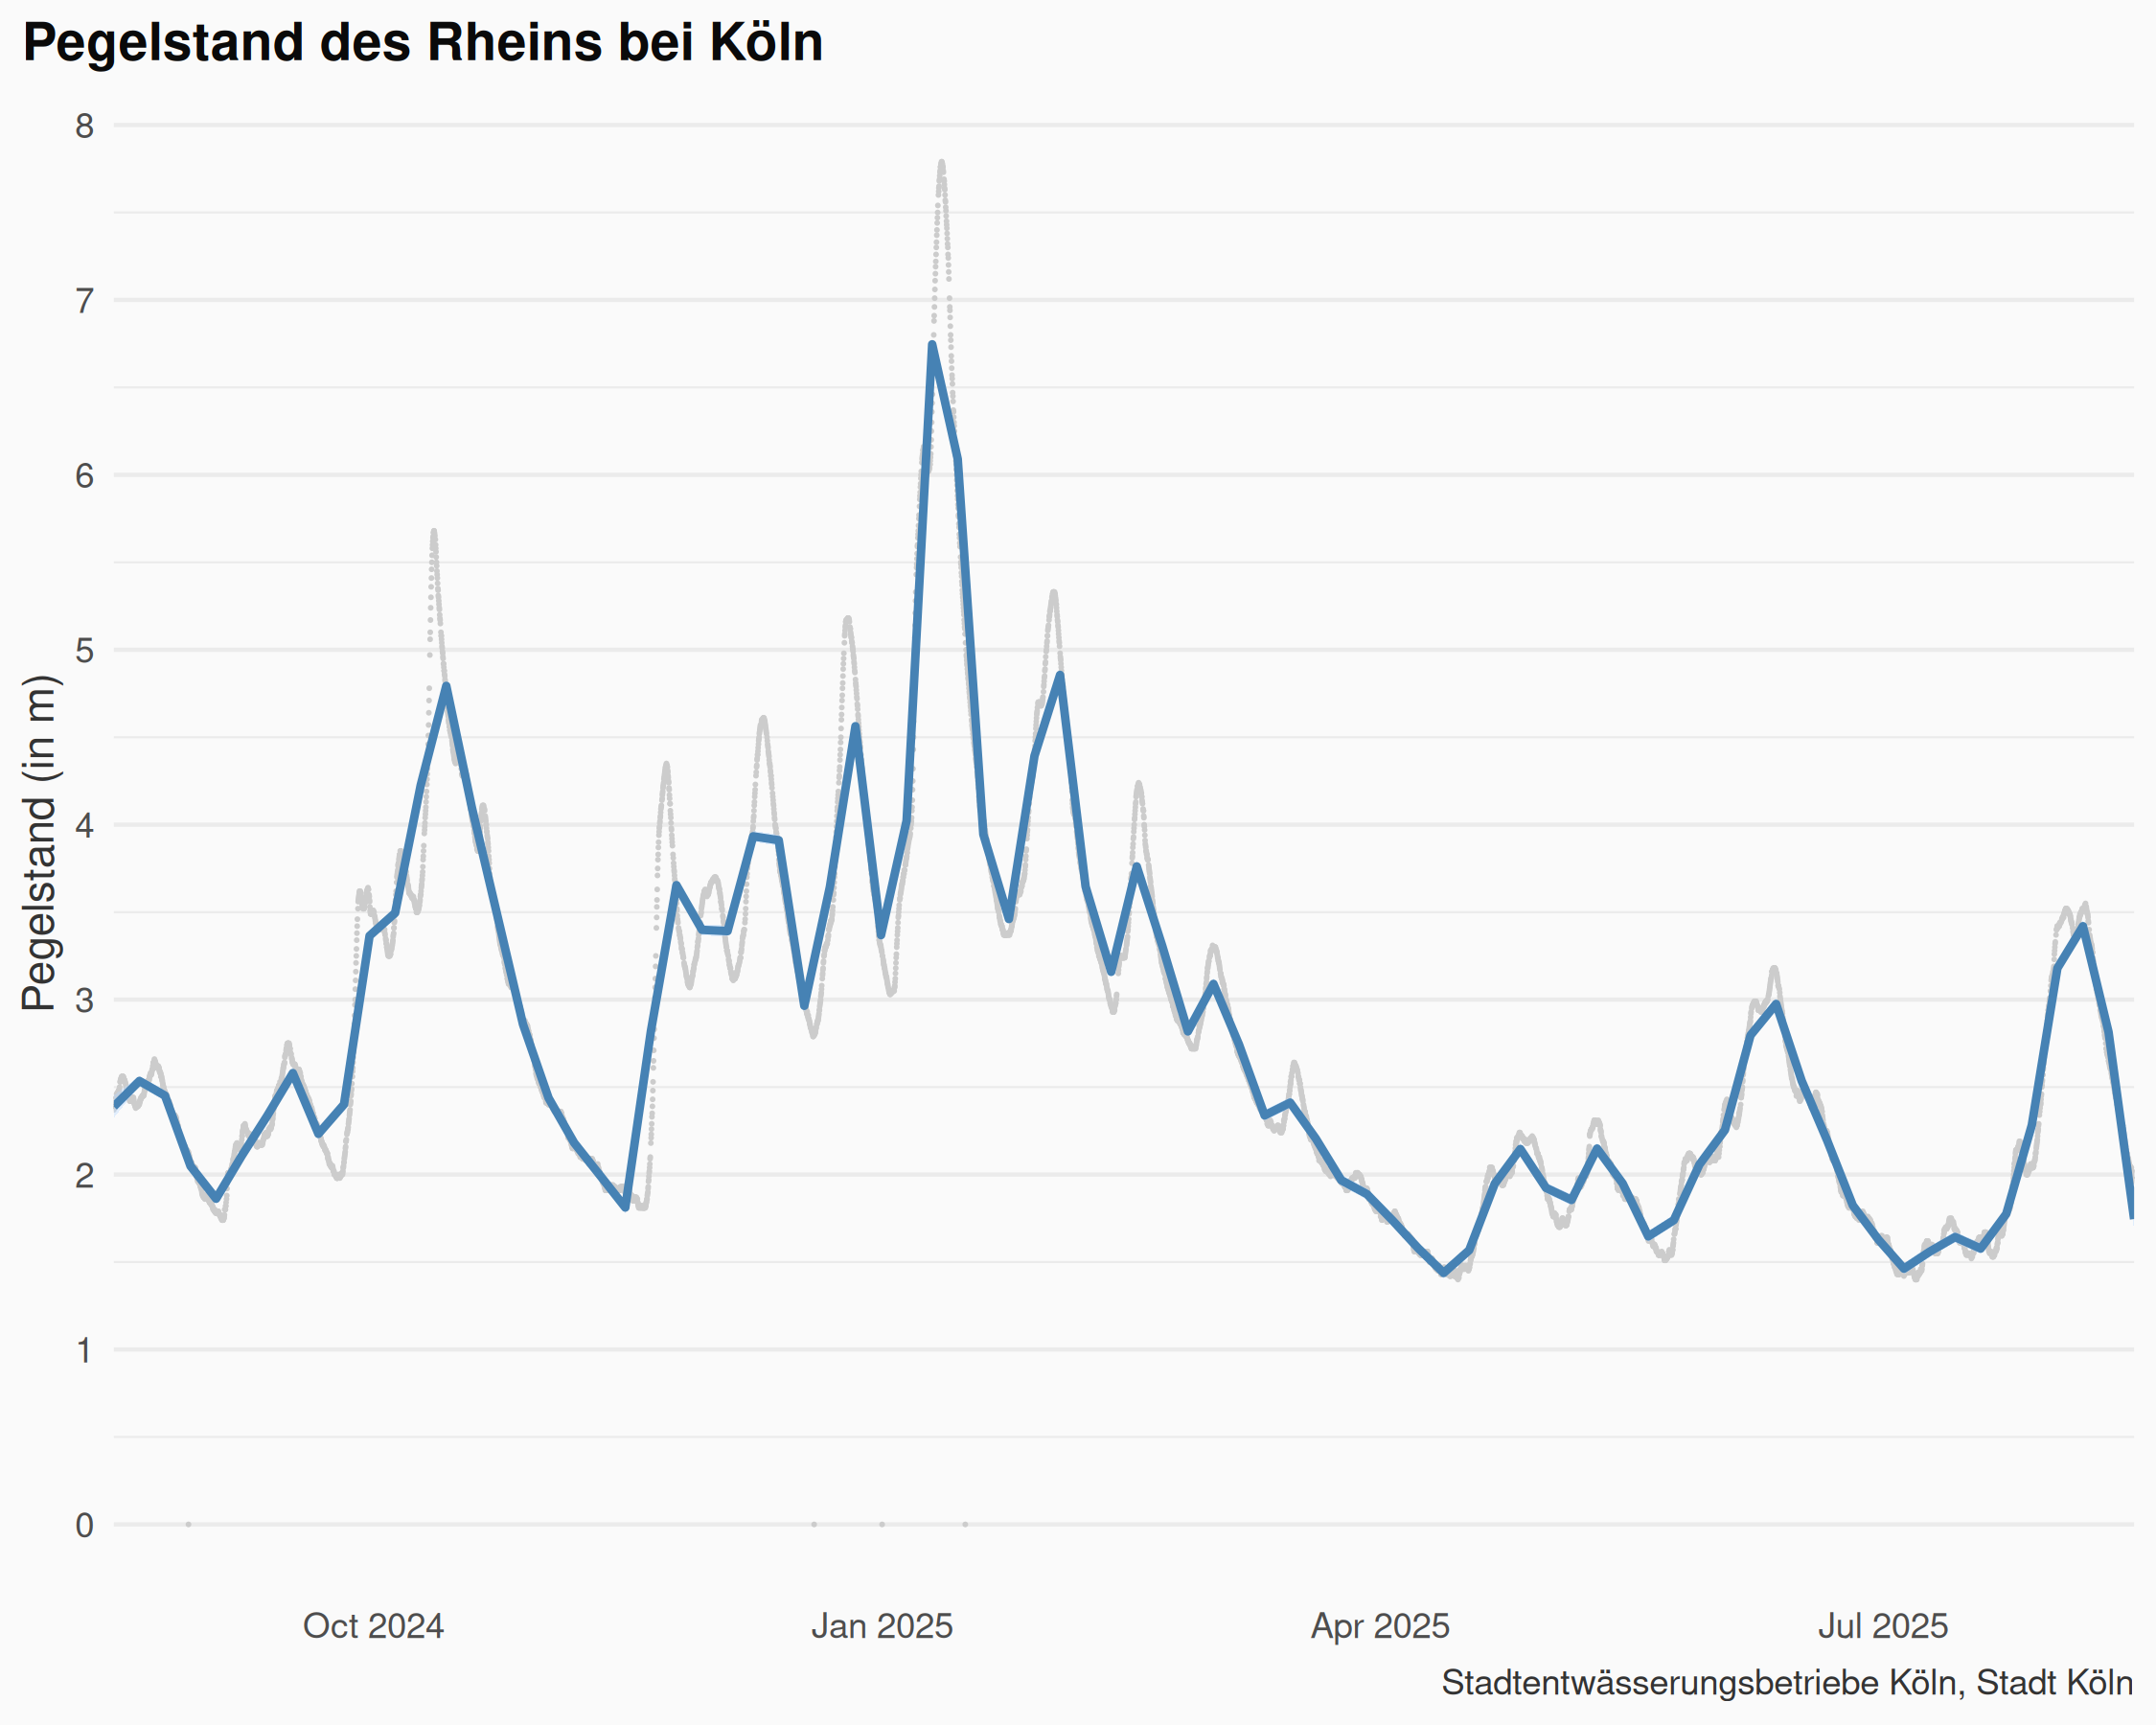 Pegelstand des Rheins bei Köln
Pegelstand (in m)
8
7
6
5
4
3
2
1
0
Oct 2024 Jan 2025 Apr 2025 Jul 2025
Stadtentwässerungsbetriebe Köln, Stadt Köln